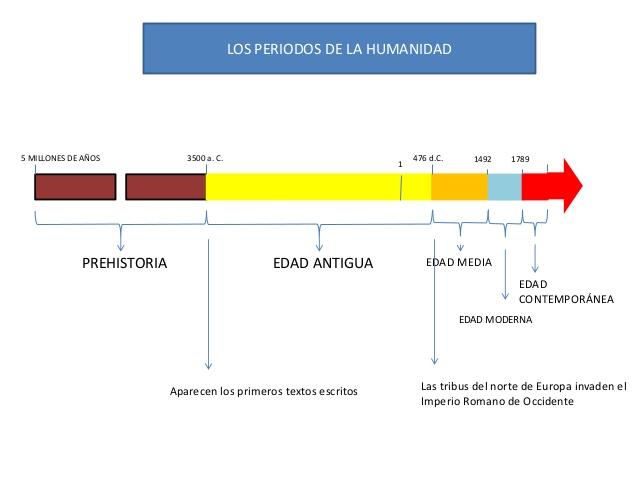 LOS PERIODOS DE LA HUMANIDAD
5 MILLONES DE AÑOS
3500 a. C.
1
476 d.C.
1492
1789
PREHISTORIA
EDAD ANTIGUA
EDAD MEDIA
EDAD
CONTEMPORÁNEA
EDAD MODERNA
Aparecen los primeros textos escritos
Las tribus del norte de Europa invaden el
Imperio Romano de Occidente